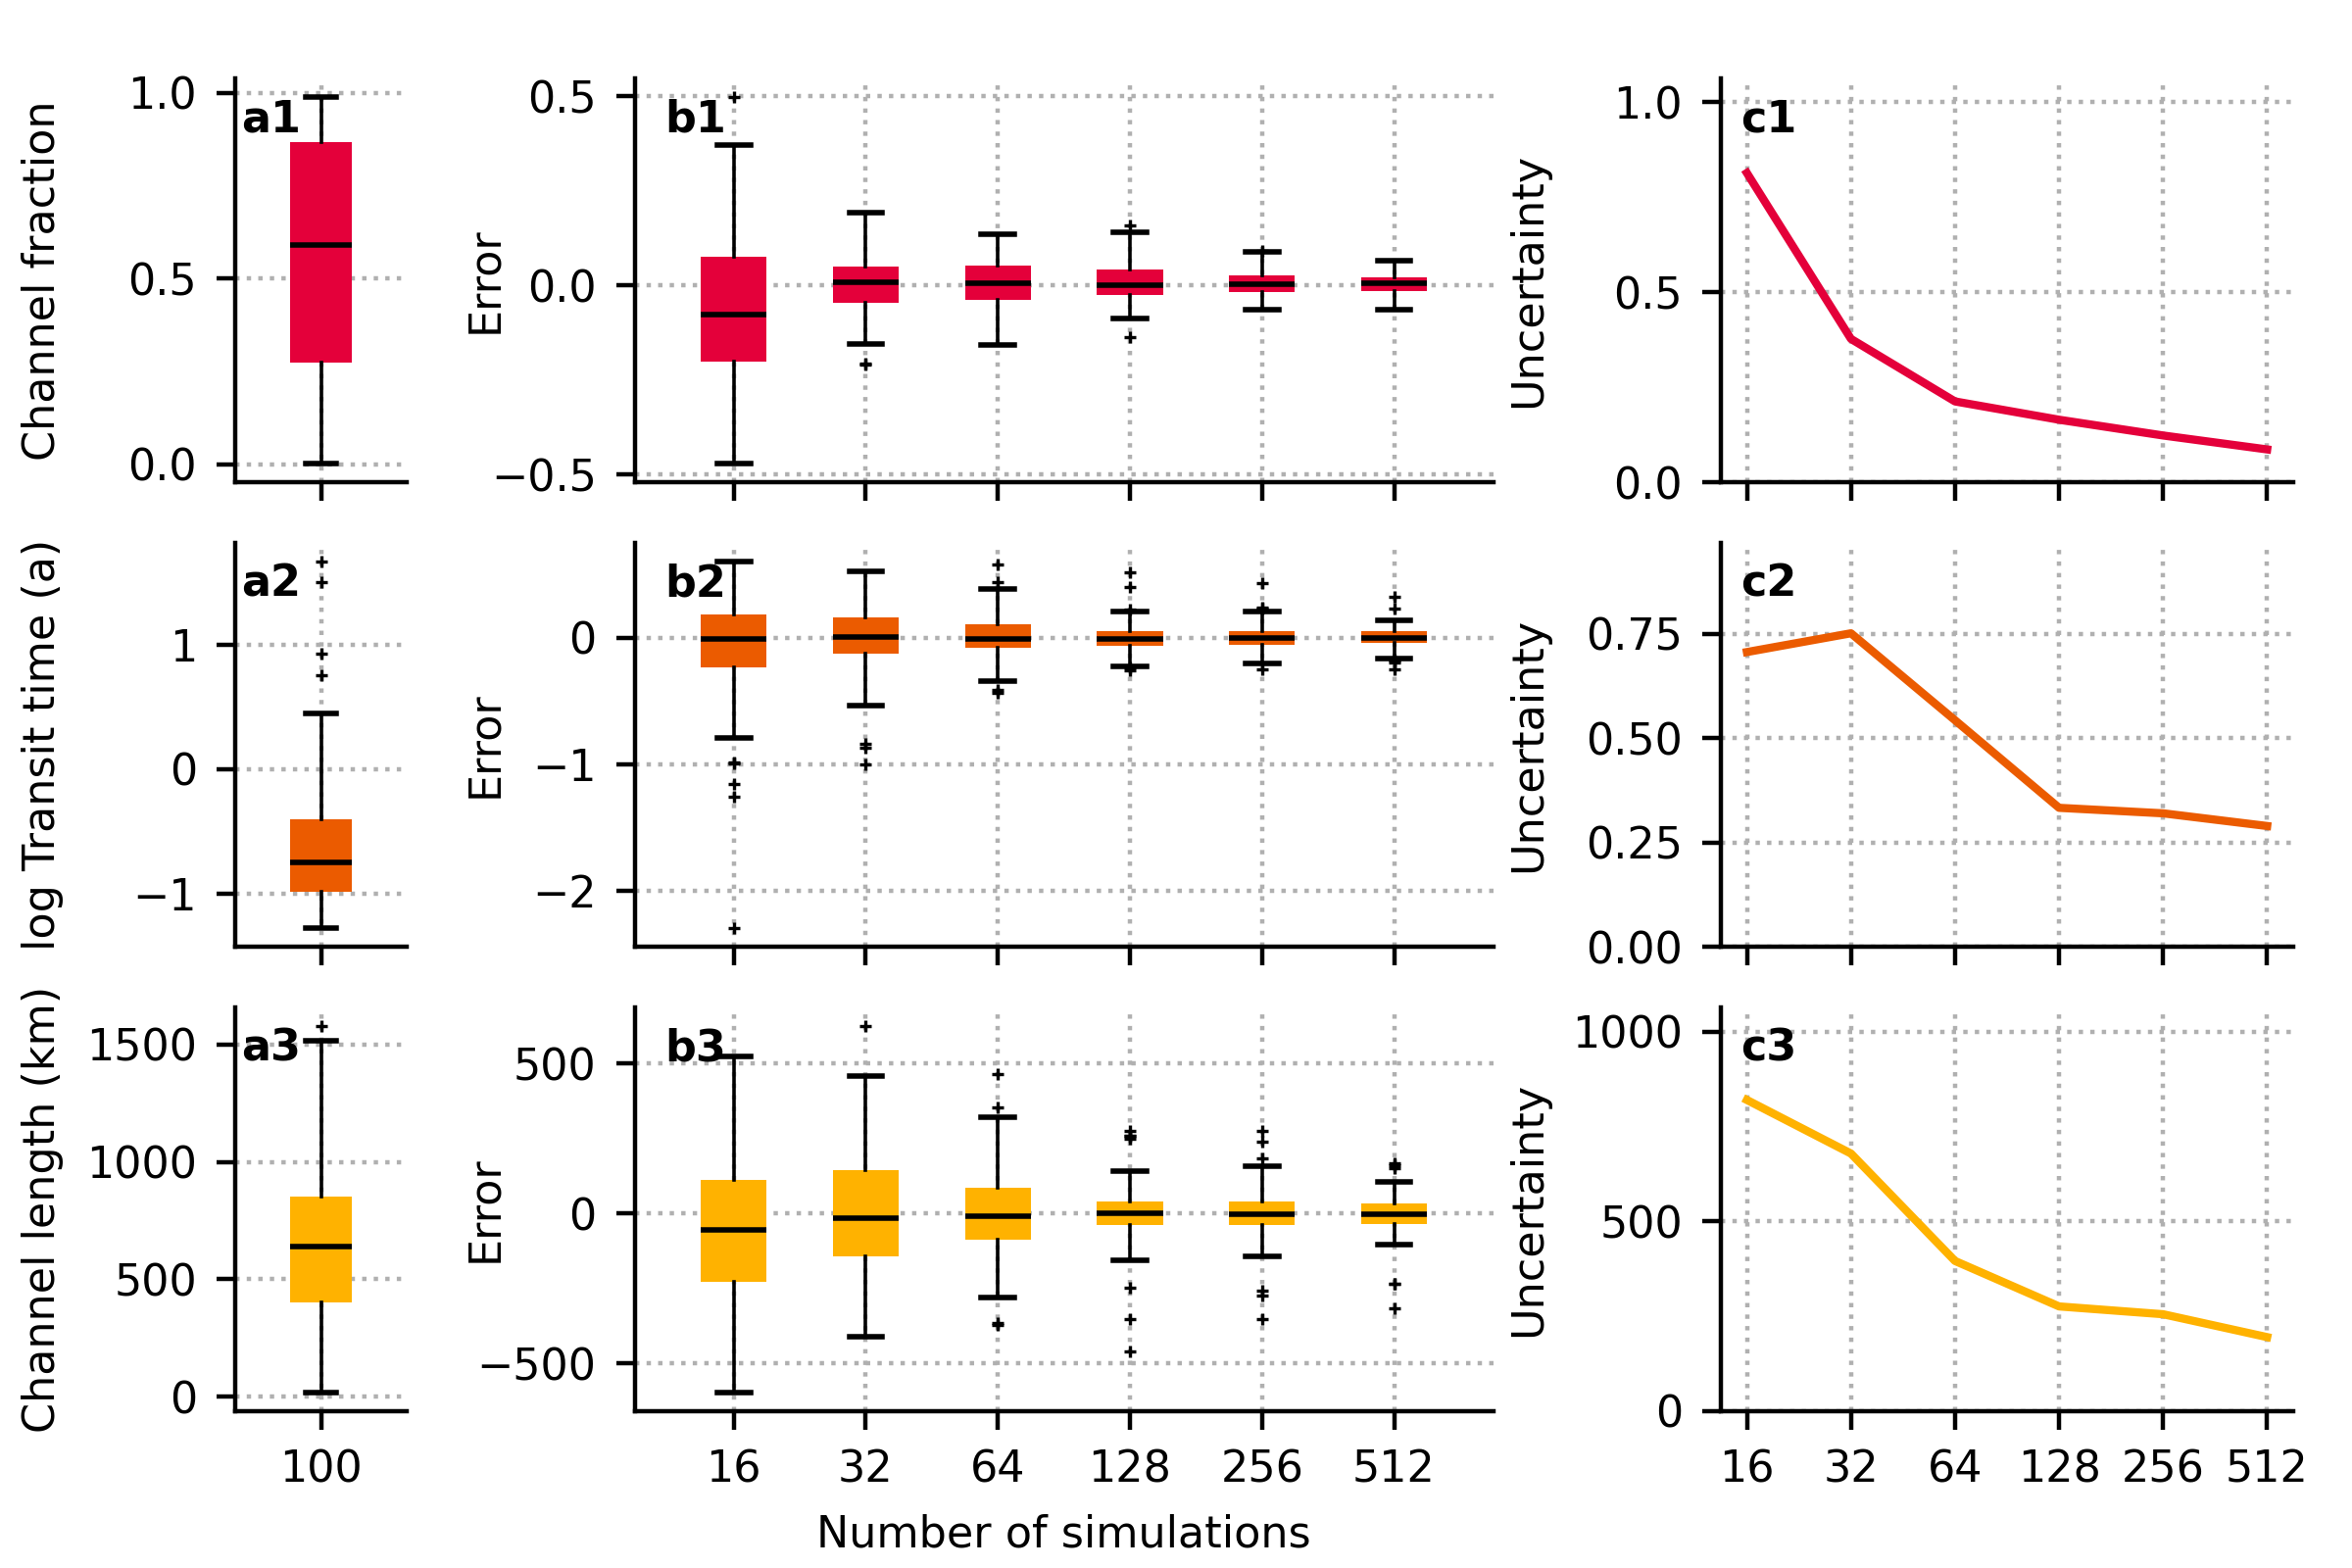 Channel fraction
1.0
0.5
0.0
a1
Error
0.5
0.0
−0.5
b1
Uncertainty
1.0
0.5
0.0
c1
log Transit time (a)
1
0
−1
a2
Error
0
−1
−2
b2
Uncertainty
0.75
0.50
0.25
0.00
c2
Channel length (km)
1500
1000
500
0
a3
100
Error
500
0
−500
b3
16 32 64 128 256 512
Number of simulations
Uncertainty
1000
500
0
c3
16 32 64 128 256 512